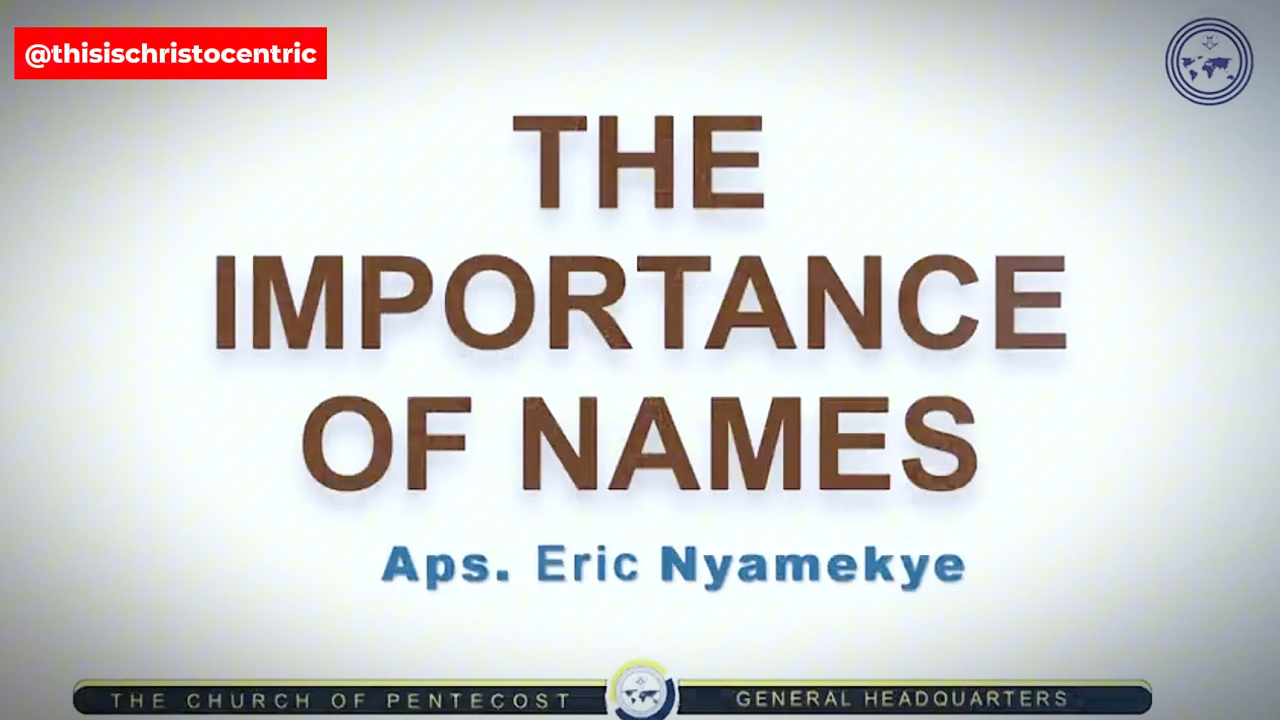 @thisischristocentric
THE
IMPORTANCE
OF NAMES
Aps. Eric Nyamekye
THE CHURCH OF PENTECOST GENERAL HEADQUARTERS